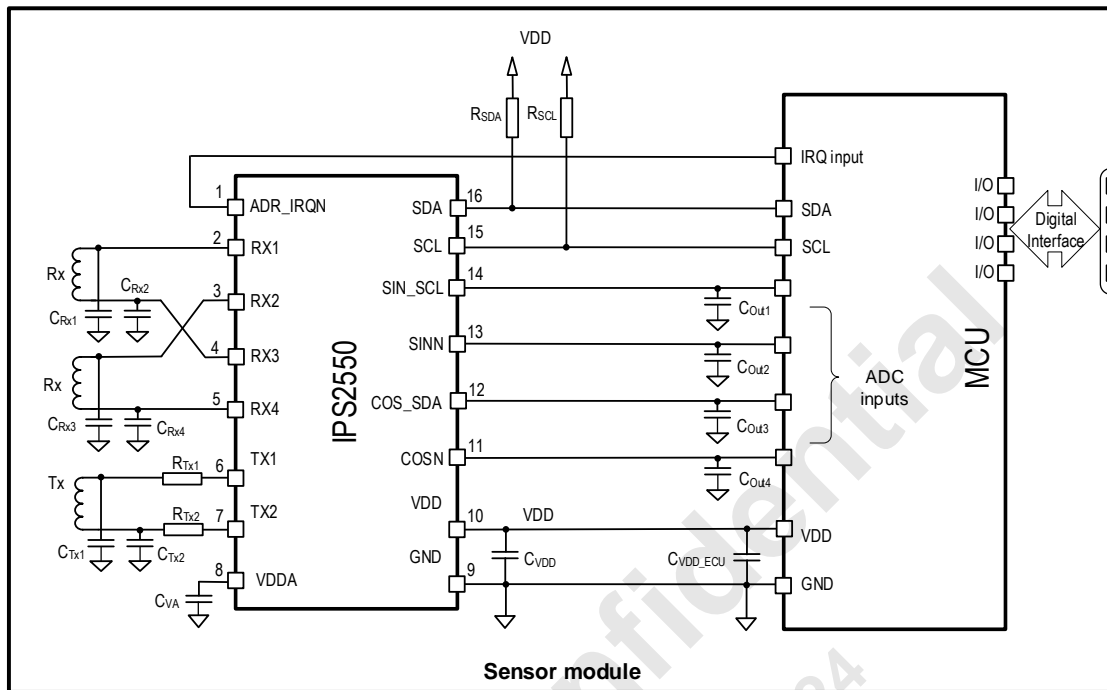 VDD
RSDA
RSCL
IRQ input
1
ADR_IRQN
SDA
16
SDA
I/O
I/O
I/O
I/O
Digital
Interface
2
RX1
SCL
15
SCL
Rx
CRx1
CRx2
3
RX2
SIN_SCL
14
COut1
4
RX3
SINN
13
COut2
IPS2550
MCU
ADC
inputs
Rx
CRx3
CRx4
5
RX4
COS_SDA
12
COut3
COSN
11
COut4
Tx
RTx1
TX1
6
RTx2
TX2
7
CTx1
CTx2
VDD
10
VDD
VDD
CVDD
CVDD_ECU
GND
9
GND
8
VDDA
CVA
Sensor module